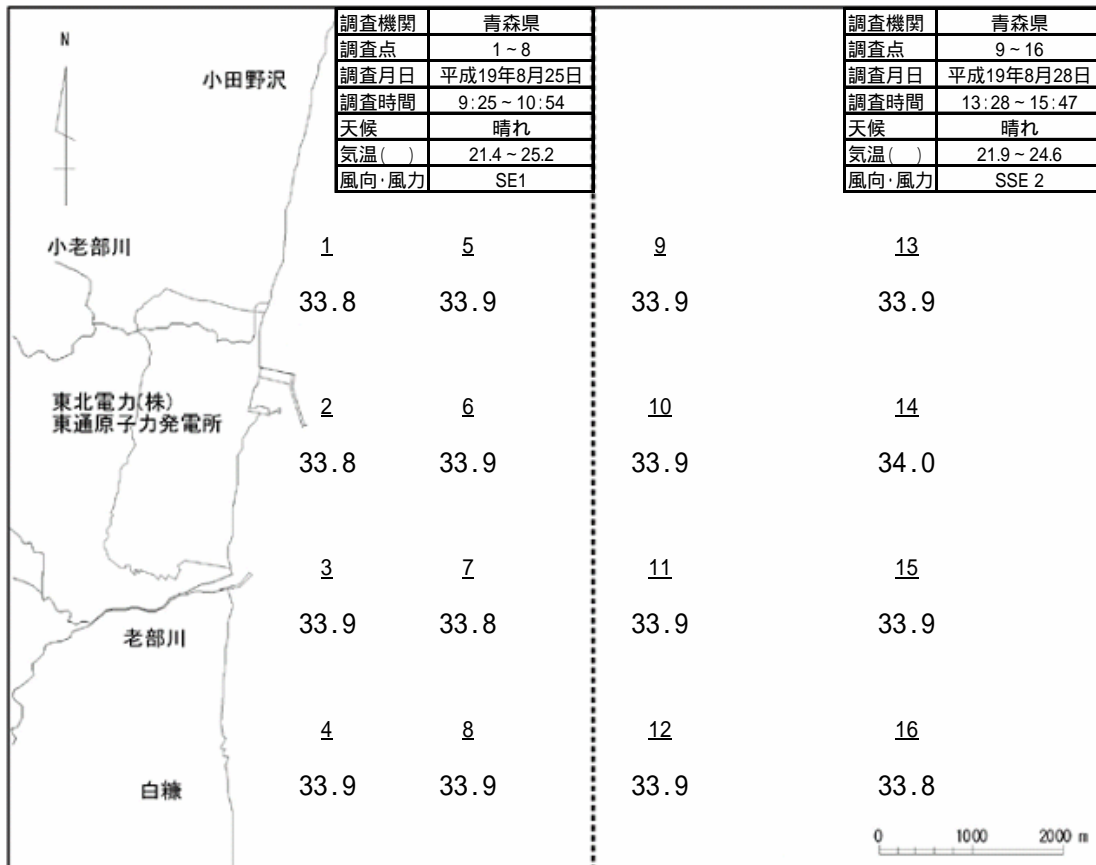 調査機関 青森県
調査点 1~8
調査月日 平成19年8月25日
調査時間 9:25~10:54
天候 晴れ
気温( ) 21.4~25.2
風向・風力 SE1
調査機関 青森県
調査点 9~16
調査月日 平成19年8月28日
調査時間 13:28~15:47
天候 晴れ
気温( ) 21.9~24.6
風向・風力 SSE 2
N
小田野沢
小老部川
1 5 9 13
33.8 33.9 33.9 33.9
東北電力(株)
東通原子力発電所
2 6 10 14
33.8 33.9 33.9 34.0
3 7 11 15
33.9 33.8 33.9 33.9
老部川
4 8 12 16
33.9 33.9 33.9 33.8
白糠
0 1000 2000 m